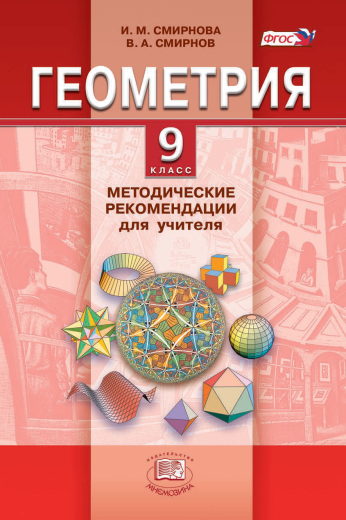 И. М. СМИРНОВА
В. А. СМИРНОВ
ФГОС
ГЕОМЕТРИЯ
9
КЛАСС
МЕТОДИЧЕСКИЕ
РЕКОМЕНДАЦИИ
для учителя
ИЗДАТЕЛЬСТВО
МНЕМОЗИНА